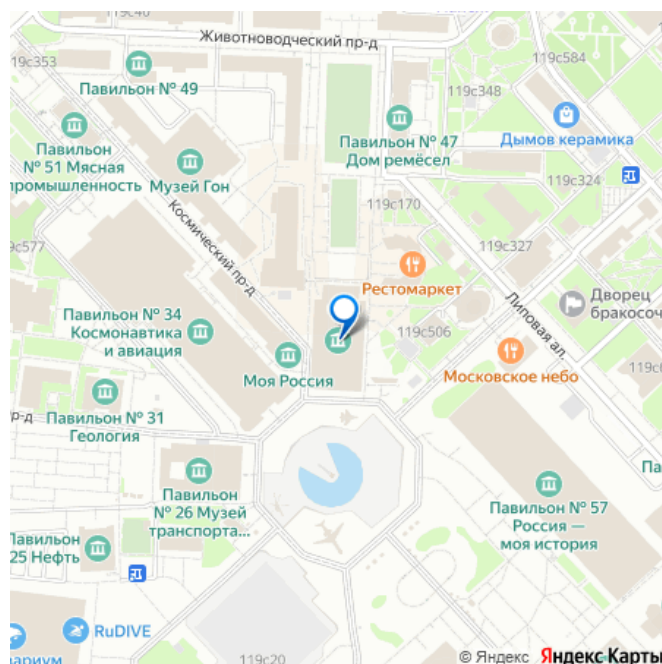 119с40
Животноводческий пр-д
119с353
119с584
Павильон № 49
119с348
Павильон
№ 51 Мясная
промышленность
Музей Гон
Павильон № 47
Дом ремёсел
Дымов керамика
119с324
119с170
Космический пр-д
119с577
119с327
Рестомаркет
Липовая ал.
Дворец
бракосоч
Павильон № 34
Космонавтика
и авиация
119с506
Моя Россия
Московское небо
Павильон № 31
Геология
р-д
Павильон
№ 26 Музей
транспорта...
Павильон № 57
Россия —
моя история
Па
Павильон
25 Нефть
RuDIVE
ариум
119с20
© Яндекс Яндекс Карты